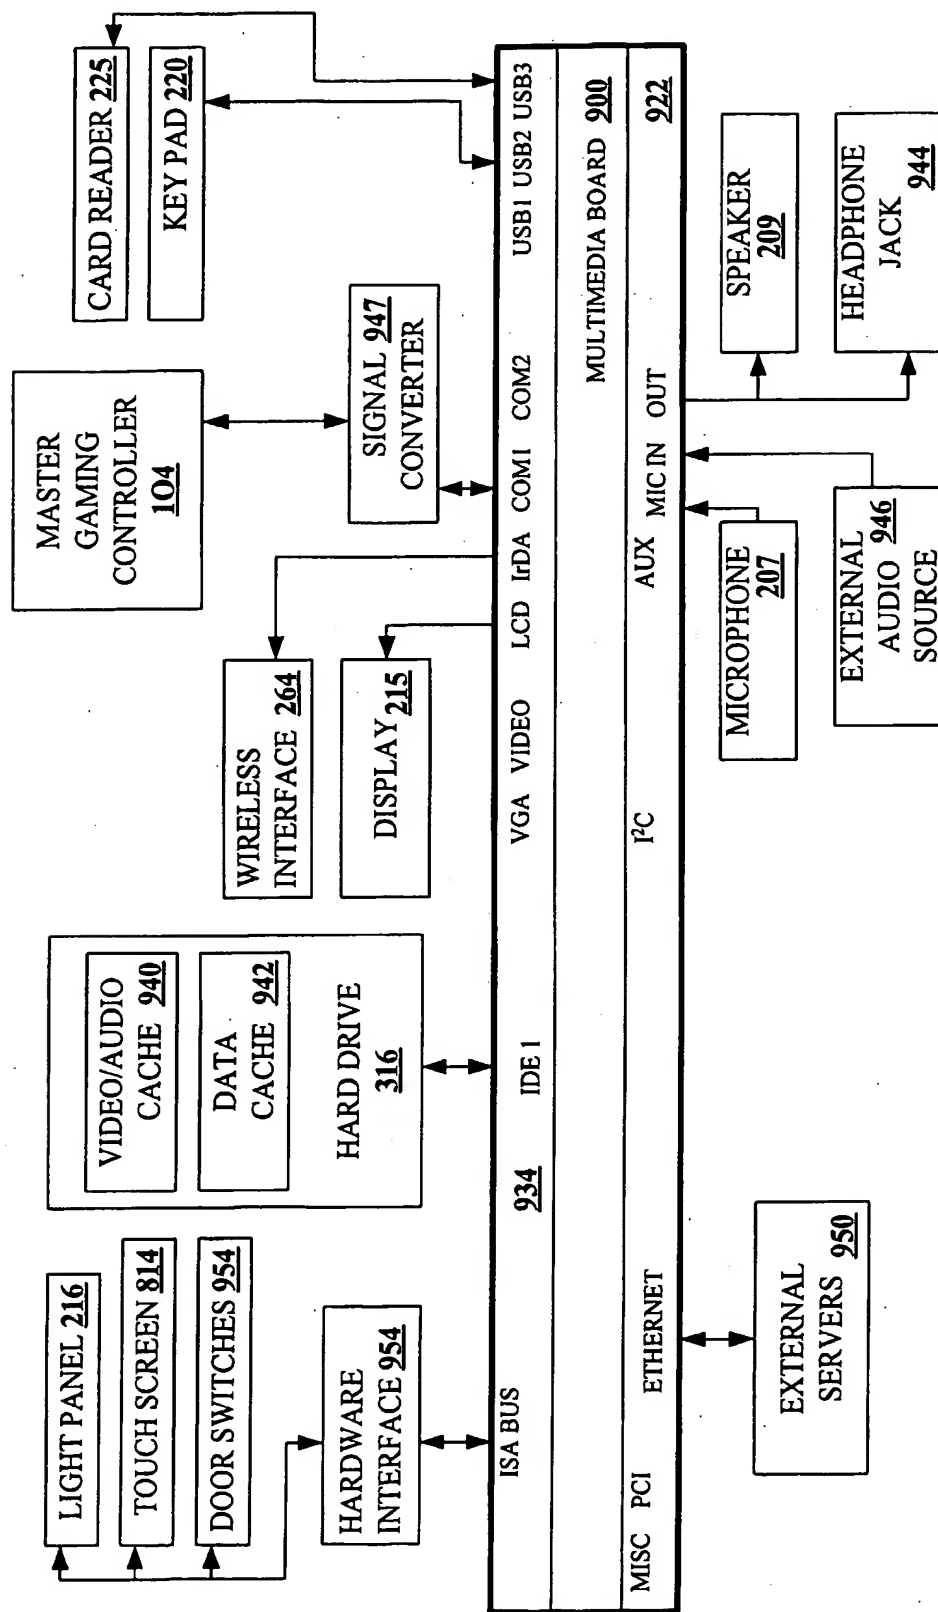 LIGHT PANEL 216
TOUCH SCREEN 814
DOOR SWITCHES 954
HARDWARE
INTERFACE 954
VIDEO/AUDIO
CACHE 940
DATA
CACHE 942
HARD DRIVE
316
WIRELESS
INTERFACE 264
DISPLAY 215
MASTER
GAMING
CONTROLLER
104
SIGNAL 947
CONVERTER
CARD READER 225
KEY PAD 220
ISA BUS 934 IDE 1 VGA VIDEO LCD IrDA COM1 COM2 USB1 USB2 USB3
MULTIMEDIA BOARD 900
MISC PCI ETHERNET I²C AUX MIC IN OUT 922
EXTERNAL
SERVERS 950
MICROPHONE
207
EXTERNAL
AUDIO 946
SOURCE
SPEAKER
209
HEADPHONE
JACK 944